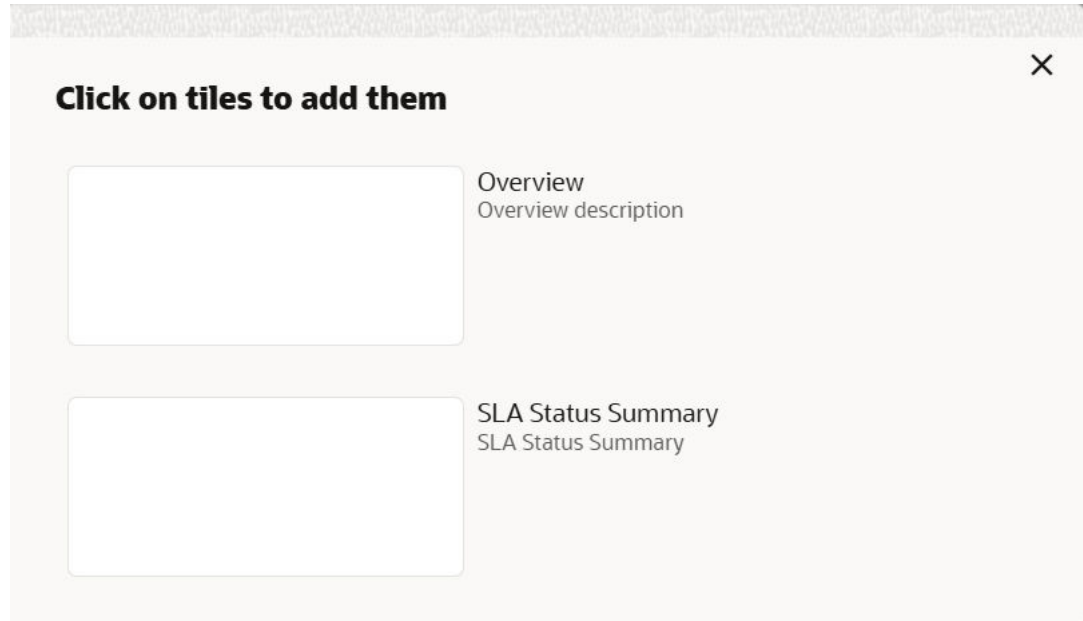 Click on tiles to add them
Overview
Overview description
SLA Status Summary
SLA Status Summary